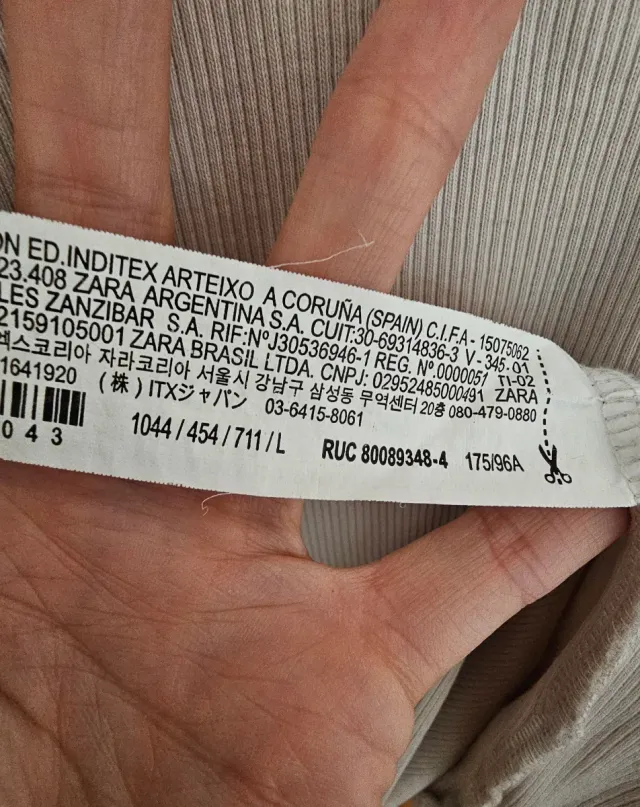 ON ED.INDITEX ARTEIXO A CORUÑA (SPAIN) C.I.F.A - 15075062
23.408 ZARA ARGENTINA S.A. CUIT:30-69314836-3 V - 345.01
LES ZANZIBAR S.A. RIF:NºJ30536946-1 REG. Nº.0000051 TI-02
2159105001 ZARA BRASIL LTDA. CNPJ: 02952485000491 ZARA
엑스코리아 자라코리아 서울시 강남구 삼성동 무역센터 20층 080-479-0880
1641920 (株) ITXジャパン 03-6415-8061
043 1044 / 454 / 711 / L RUC 80089348-4 175/96A